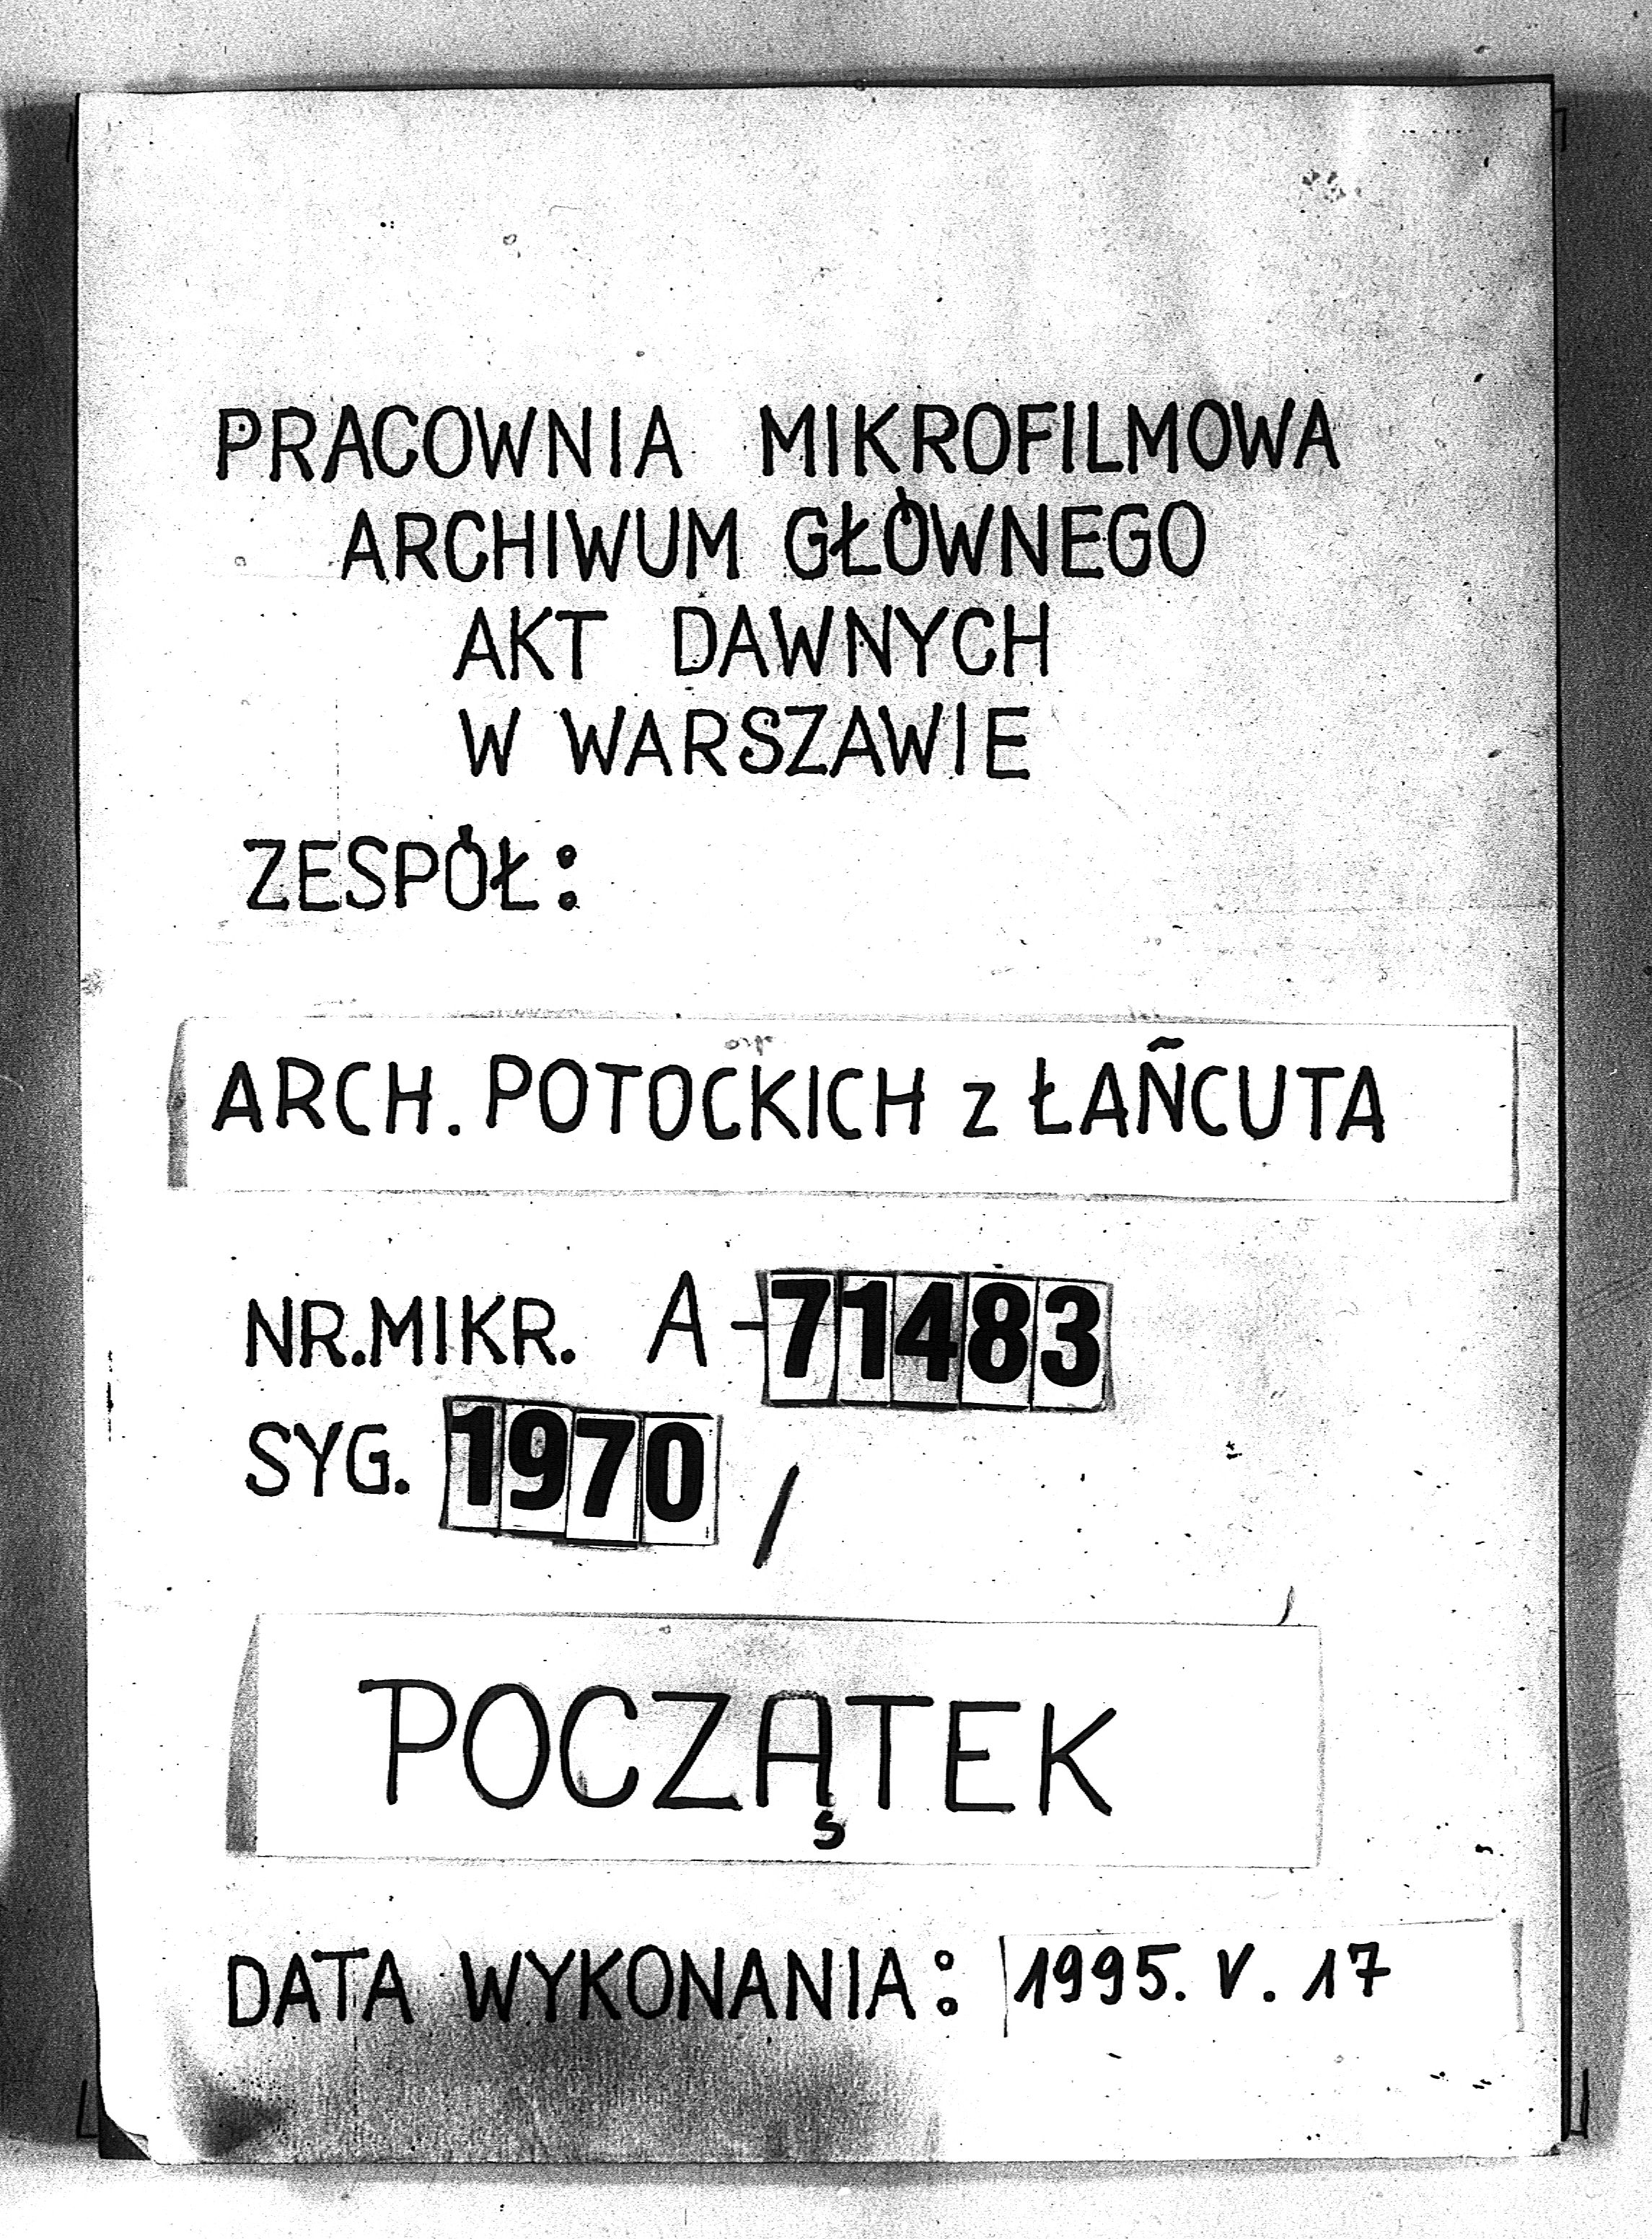 PRACOWNIA MIKROFILMOWA
ARCHIWUM GŁÓWNEGO
AKT DAWNYCH
W WARSZAWIE
ZESPÓŁ:
ARCH. POTOCKICH z ŁAŃCUTA
NR.MIKR. A-71483
SYG. 1970 /
POCZĄTEK
DATA WYKONANIA: 1995. V. 17